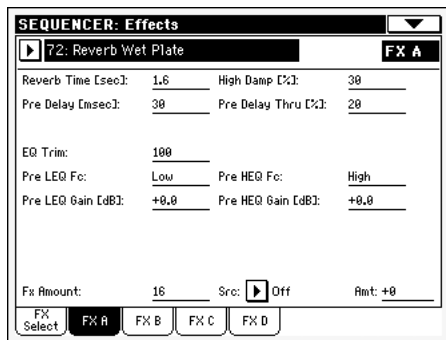 SEQUENCER: Effects
72: Reverb Wet Plate FX A
Reverb Time [sec]: 1.6 High Damp [%]: 30
Pre Delay [msec]: 30 Pre Delay Thru [%]: 20
EQ Trim: 100
Pre LEQ Fc: Low Pre HEQ Fc: High
Pre LEQ Gain [dB]: +0.0 Pre HEQ Gain [dB]: +0.0
Fx Amount: 16 Src: Off Amt: +0
FX Select FX A FX B FX C FX D